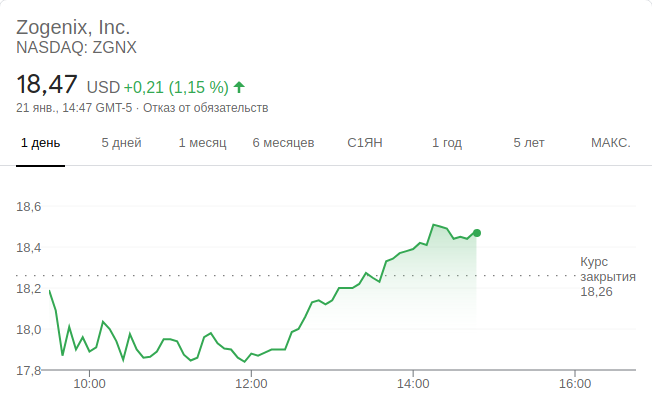 Zogenix, Inc.
NASDAQ: ZGNX
18,47 USD +0,21 (1,15 %)
21 янв., 14:47 GMT-5 · Отказ от обязательств
1 день 5 дней 1 месяц 6 месяцев С1ЯН 1 год 5 лет МАКС.
18,6
18,4
Курс
закрытия
18,26
18,2
18,0
17,8
10:00 12:00 14:00 16:00